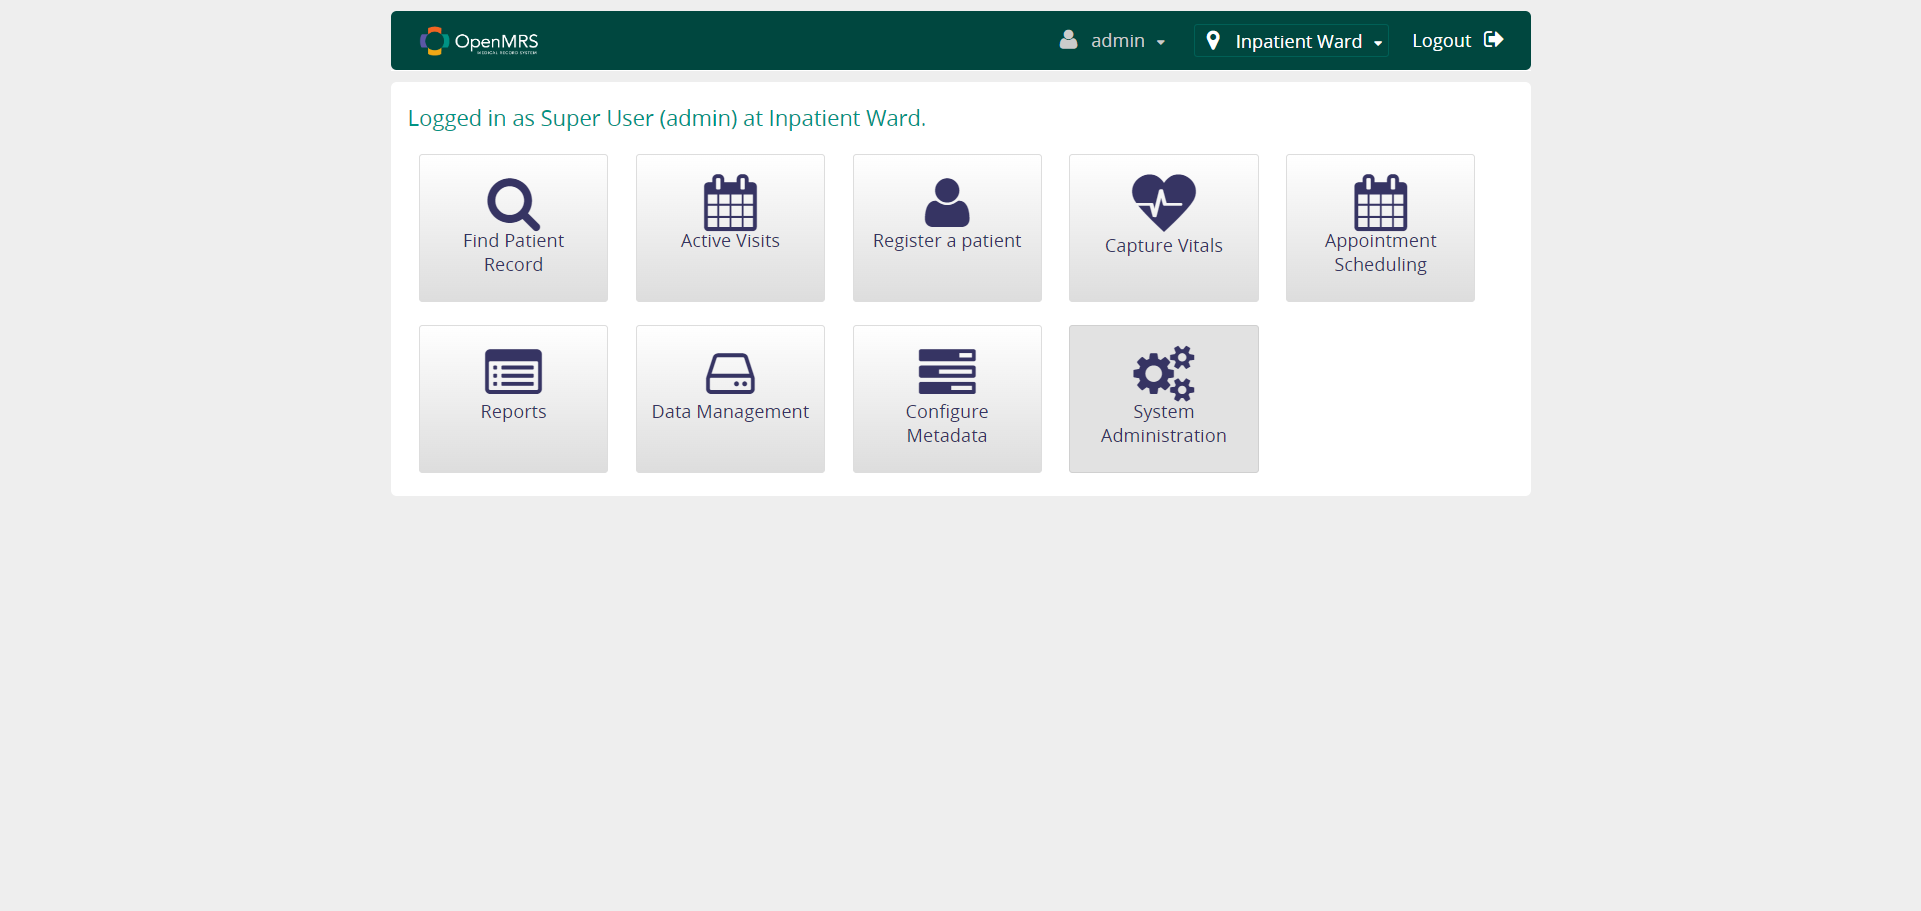 OpenMRS
MEDICAL RECORD SYSTEM
admin
Inpatient Ward
Logout
Logged in as Super User (admin) at Inpatient Ward.
Find Patient
Record
Active Visits
Register a patient
Capture Vitals
Appointment
Scheduling
Reports
Data Management
Configure
Metadata
System
Administration